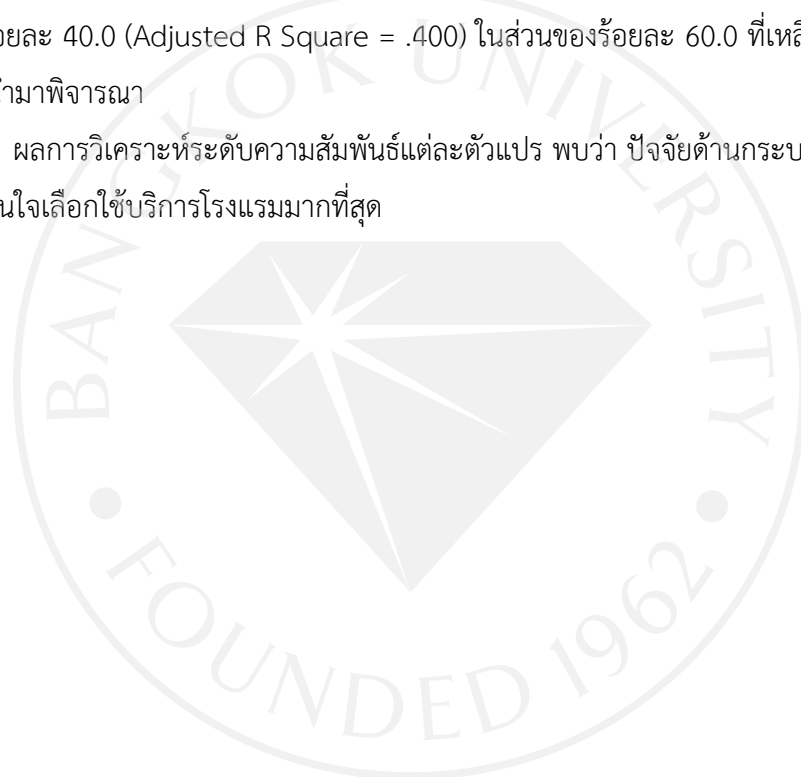 อยละ 40.0 (Adjusted R Square = .400) ในส่วนของร้อยละ 60.0 ที่เหลื
ำมาพิจารณา
ผลการวิเคราะห์ระดับความสัมพันธ์แต่ละตัวแปร พบว่า ปัจจัยด้านกระบ
นใจเลือกใช้บริการโรงแรมมากที่สุด
BANGKOK UNIVERSITY
FOUNDED 1962